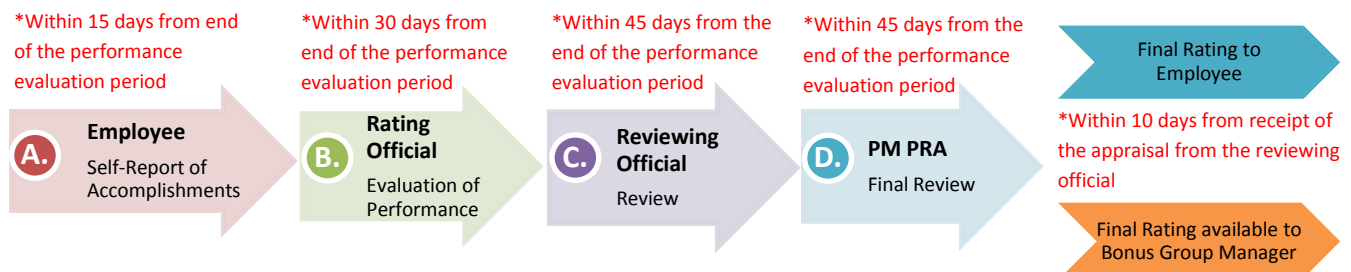 *Within 15 days from end
of the performance
evaluation period
A.
Employee
Self-Report of
Accomplishments
*Within 30 days from
end of the performance
evaluation period
B.
Rating
Official
Evaluation of
Performance
*Within 45 days from the
end of the performance
evaluation period
C.
Reviewing
Official
Review
*Within 45 days from the
end of the performance
evaluation period
D.
PM PRA
Final Review
Final Rating to
Employee
*Within 10 days from receipt of
the appraisal from the reviewing
official
Final Rating available to
Bonus Group Manager